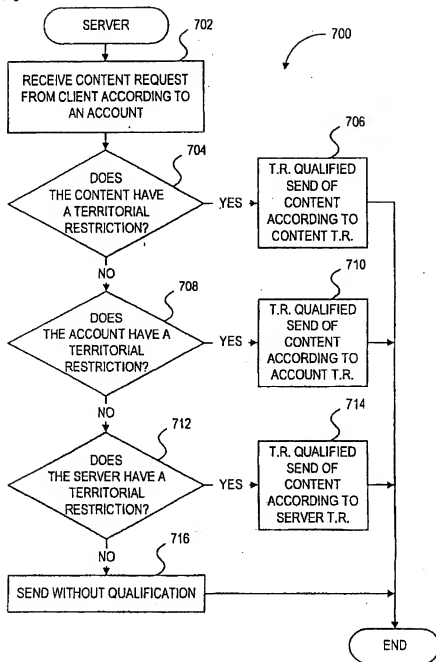 SERVER
702
700
RECEIVE CONTENT REQUEST
FROM CLIENT ACCORDING TO
AN ACCOUNT
704
DOES
THE CONTENT HAVE
A TERRITORIAL
RESTRICTION?
YES
706
T.R. QUALIFIED
SEND OF
CONTENT
ACCORDING TO
CONTENT T.R.
NO
708
DOES
THE ACCOUNT HAVE A
TERRITORIAL
RESTRICTION?
YES
710
T.R. QUALIFIED
SEND OF
CONTENT
ACCORDING TO
ACCOUNT T.R.
NO
712
DOES
THE SERVER HAVE A
TERRITORIAL
RESTRICTION?
YES
714
T.R. QUALIFIED
SEND OF
CONTENT
ACCORDING TO
SERVER T.R.
NO
716
SEND WITHOUT QUALIFICATION
END